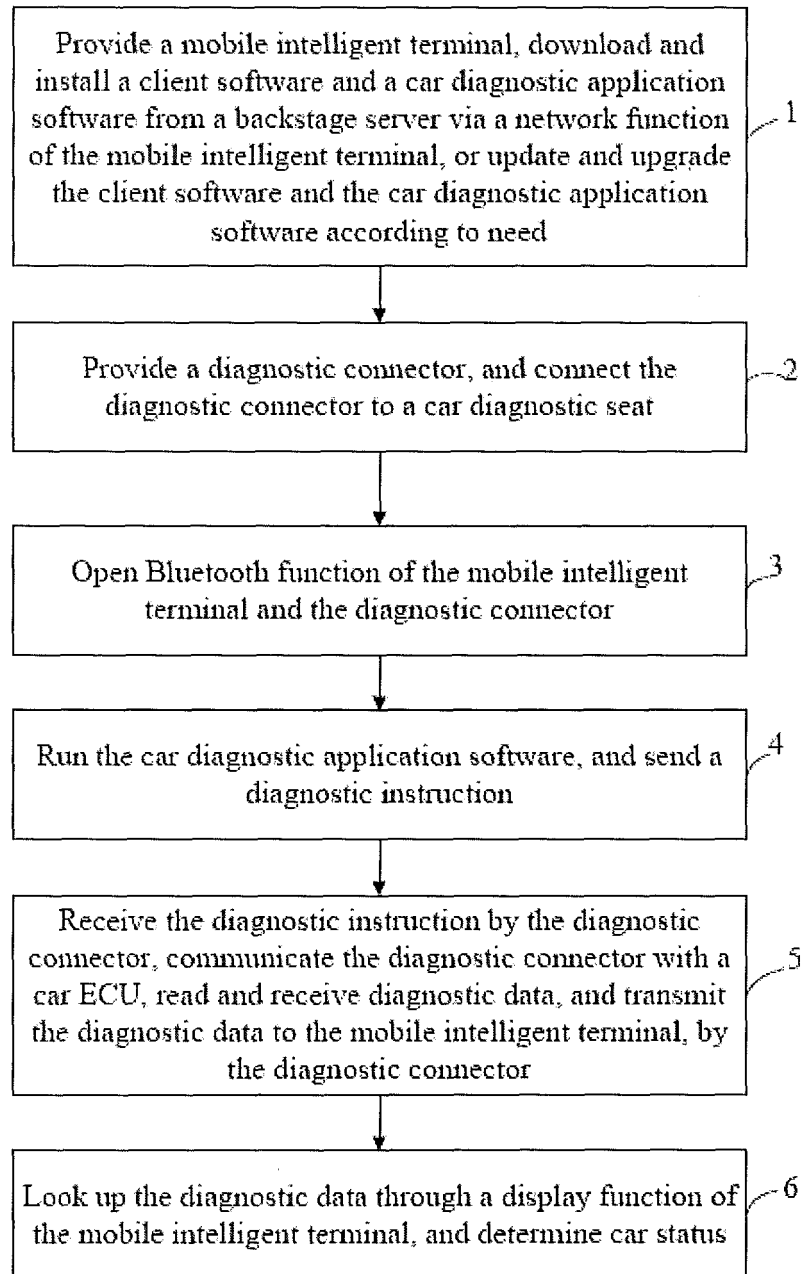 Provide a mobile intelligent terminal, download and
install a client software and a car diagnostic application
software from a backstage server via a network function
of the mobile intelligent terminal, or update and upgrade
the client software and the car diagnostic application
software according to need
1
Provide a diagnostic connector, and connect the
diagnostic connector to a car diagnostic seat
2
Open Bluetooth function of the mobile intelligent
terminal and the diagnostic connector
3
Run the car diagnostic application software, and send a
diagnostic instruction
4
Receive the diagnostic instruction by the diagnostic
connector, communicate the diagnostic connector with a
car ECU, read and receive diagnostic data, and transmit
the diagnostic data to the mobile intelligent terminal, by
the diagnostic connector
5
Look up the diagnostic data through a display function of
the mobile intelligent terminal, and determine car status
6